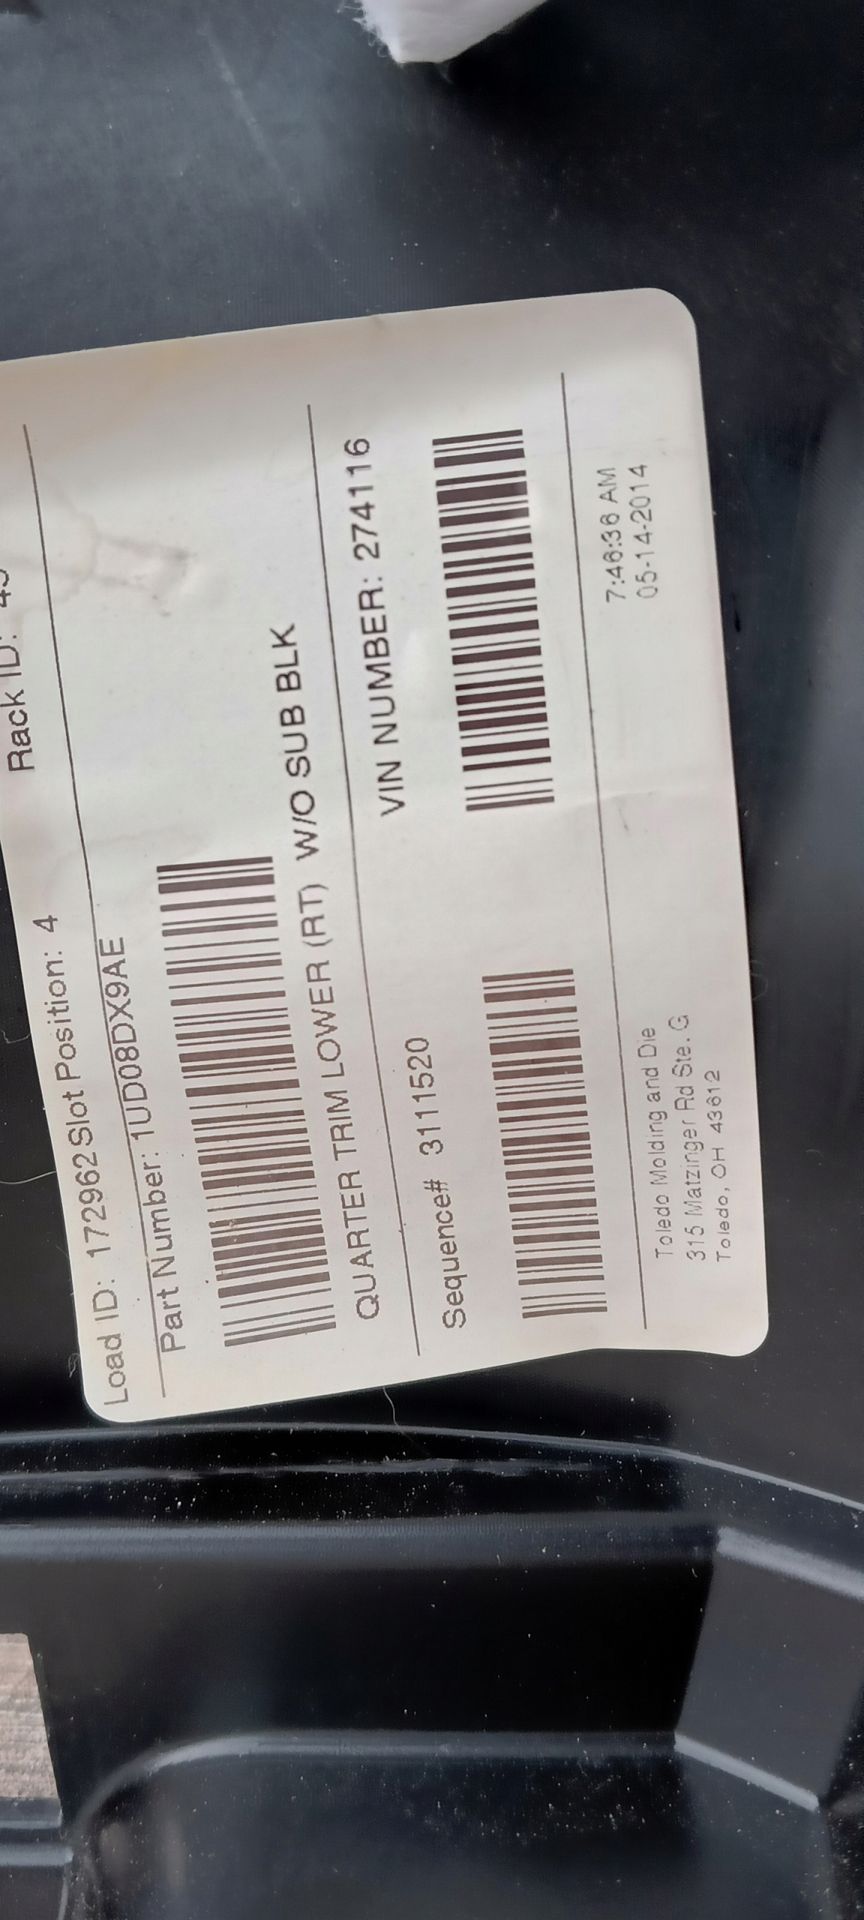 Load ID: 172962 Slot Position: 4 Rack ID:
Part Number: 1UD08DX9AE
QUARTER TRIM LOWER (RT) W/O SUB BLK
Sequence# 3111520 VIN NUMBER: 274116
Toledo Molding and Die 7:46:36 AM
315 Matzinger Rd Ste. G 05-14-2014
Toledo, OH 43612